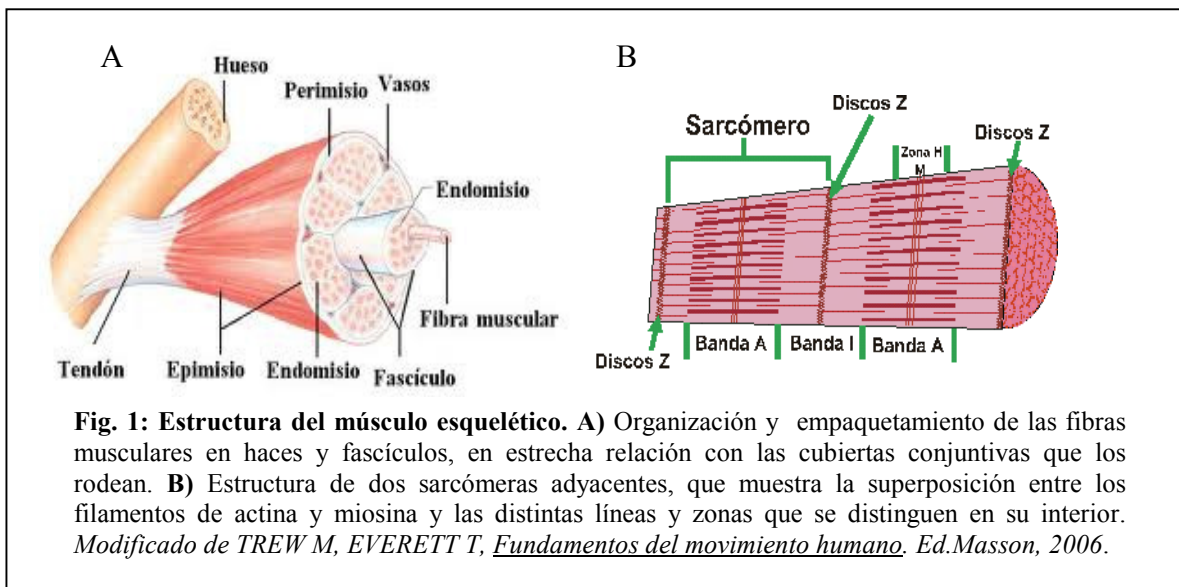 A
Hueso
Perimisio
Vasos
Endomisio
Fibra muscular
Tendón
Epimisio
Endomisio
Fascículo
B
Discos Z
Sarcómero
Discos Z
Zona H
M
Banda A
Banda I
Banda A
Discos Z
Fig. 1: Estructura del músculo esquelético. A) Organización y empaquetamiento de las fibras
musculares en haces y fascículos, en estrecha relación con las cubiertas conjuntivas que los
rodean. B) Estructura de dos sarcómeras adyacentes, que muestra la superposición entre los
filamentos de actina y miosina y las distintas líneas y zonas que se distinguen en su interior.
Modificado de TREW M, EVERETT T, Fundamentos del movimiento humano. Ed.Masson, 2006.